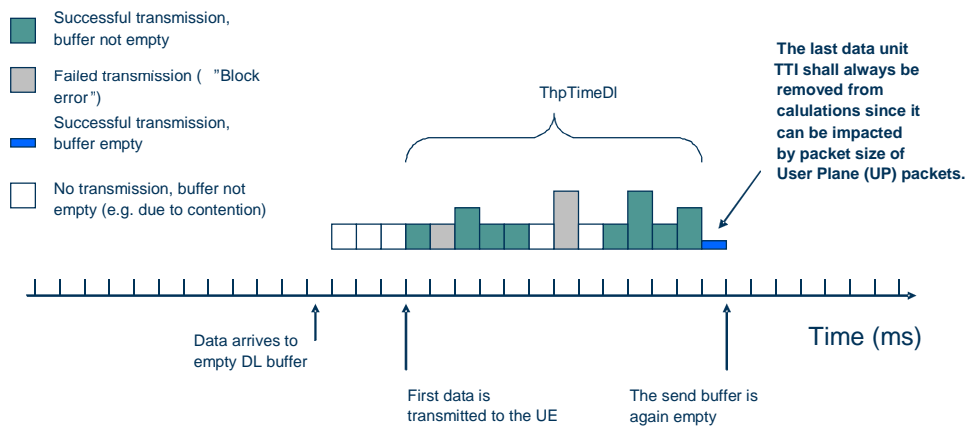 Successful transmission,
buffer not empty
Failed transmission ( "Block
error")
Successful transmission,
buffer empty
No transmission, buffer not
empty (e.g. due to contention)
ThpTimeDl
The last data unit
TTI shall always be
removed from
calulations since it
can be impacted
by packet size of
User Plane (UP) packets.
Data arrives to
empty DL buffer
First data is
transmitted to the UE
The send buffer is
again empty
Time (ms)